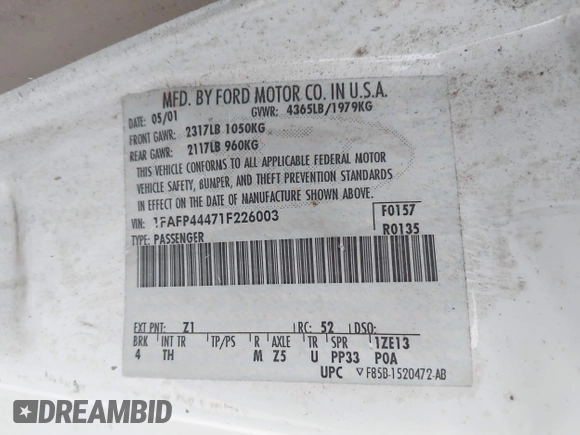 MFD. BY FORD MOTOR CO. IN U.S.A.
DATE: 05/01 GVWR: 4365LB/1979KG
FRONT GAWR: 2317LB 1050KG
REAR GAWR: 2117LB 960KG
THIS VEHICLE CONFORMS TO ALL APPLICABLE FEDERAL MOTOR
VEHICLE SAFETY, BUMPER, AND THEFT PREVENTION STANDARDS
IN EFFECT ON THE DATE OF MANUFACTURE SHOWN ABOVE.
VIN: 1FAFP44471F226003 F0157
TYPE: PASSENGER R0135
EXT PNT: Z1 RC: 52 DSO:
BRK INT TR TP/PS R AXLE TR SPR 1ZE13
4 TH M Z5 U PP33 P0A
UPC ▽F85B-1520472-AB
DREAMBID